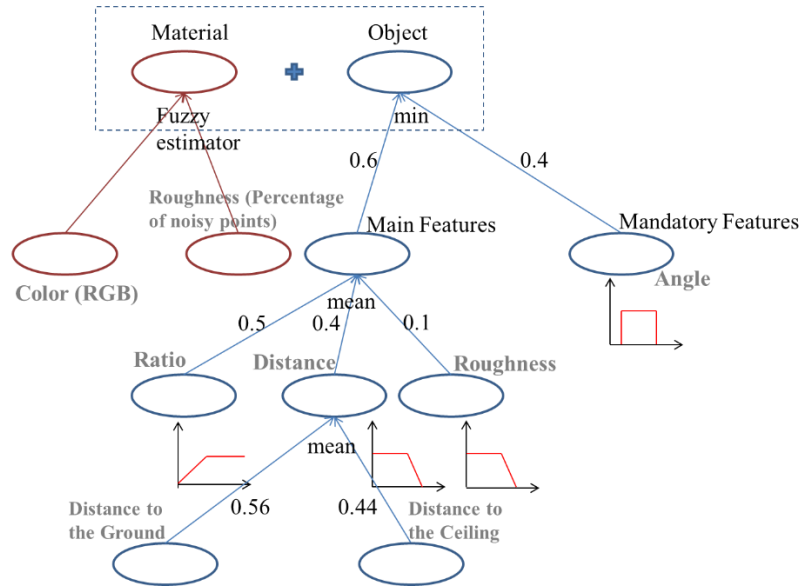 Material
Object
Fuzzy
estimator
min
0.6
0.4
Roughness (Percentage
of noisy points)
Main Features
Mandatory Features
Color (RGB)
Angle
mean
0.5
0.4
0.1
Ratio
Distance
Roughness
mean
Distance to
the Ground
0.56
0.44
Distance to
the Ceiling